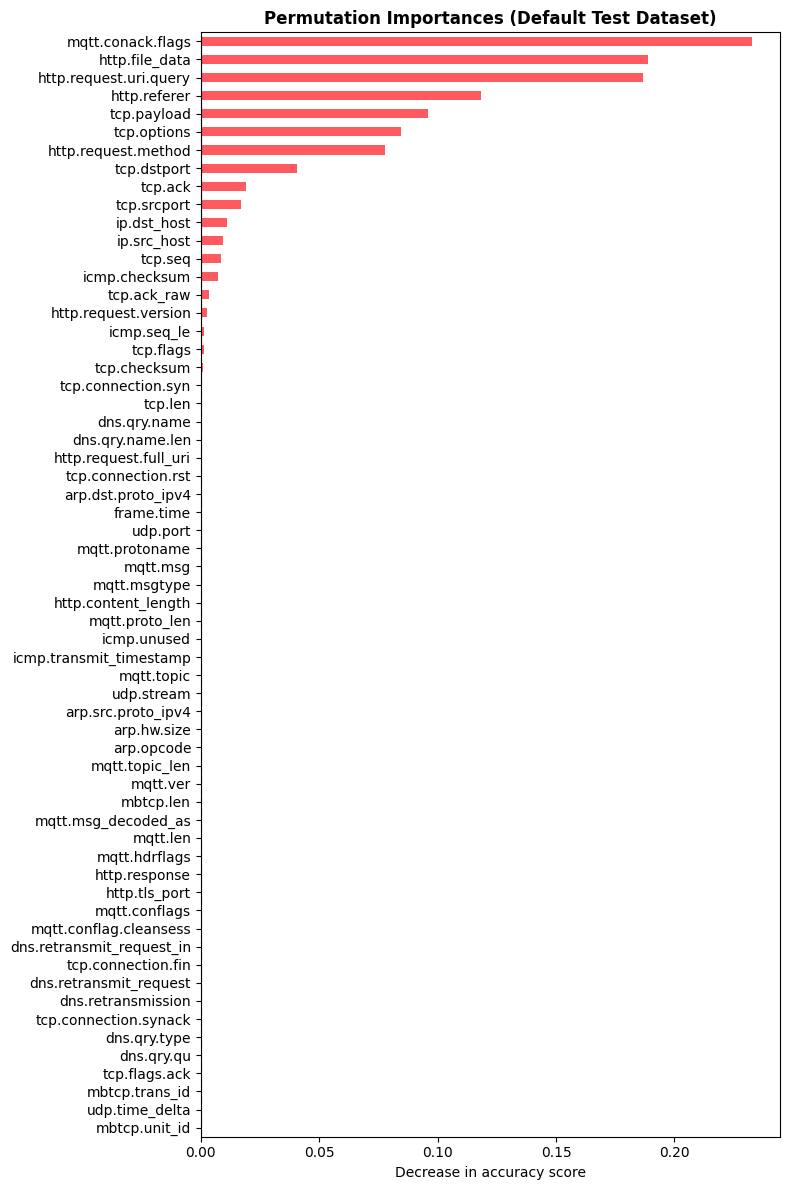 Permutation Importances (Default Test Dataset)
mqtt.conack.flags
http.file_data
http.request.uri.query
http.referer
tcp.payload
tcp.options
http.request.method
tcp.dstport
tcp.ack
tcp.srcport
ip.dst_host
ip.src_host
tcp.seq
icmp.checksum
tcp.ack_raw
http.request.version
icmp.seq_le
tcp.flags
tcp.checksum
tcp.connection.syn
tcp.len
dns.qry.name
dns.qry.name.len
http.request.full_uri
tcp.connection.rst
arp.dst.proto_ipv4
frame.time
udp.port
mqtt.protoname
mqtt.msg
mqtt.msgtype
http.content_length
mqtt.proto_len
icmp.unused
icmp.transmit_timestamp
mqtt.topic
udp.stream
arp.src.proto_ipv4
arp.hw.size
arp.opcode
mqtt.topic_len
mqtt.ver
mbtcp.len
mqtt.msg_decoded_as
mqtt.len
mqtt.hdrflags
http.response
http.tls_port
mqtt.conflags
mqtt.conflag.cleansess
dns.retransmit_request_in
tcp.connection.fin
dns.retransmit_request
dns.retransmission
tcp.connection.synack
dns.qry.type
dns.qry.qu
tcp.flags.ack
mbtcp.trans_id
udp.time_delta
mbtcp.unit_id
0.00 0.05 0.10 0.15 0.20
Decrease in accuracy score